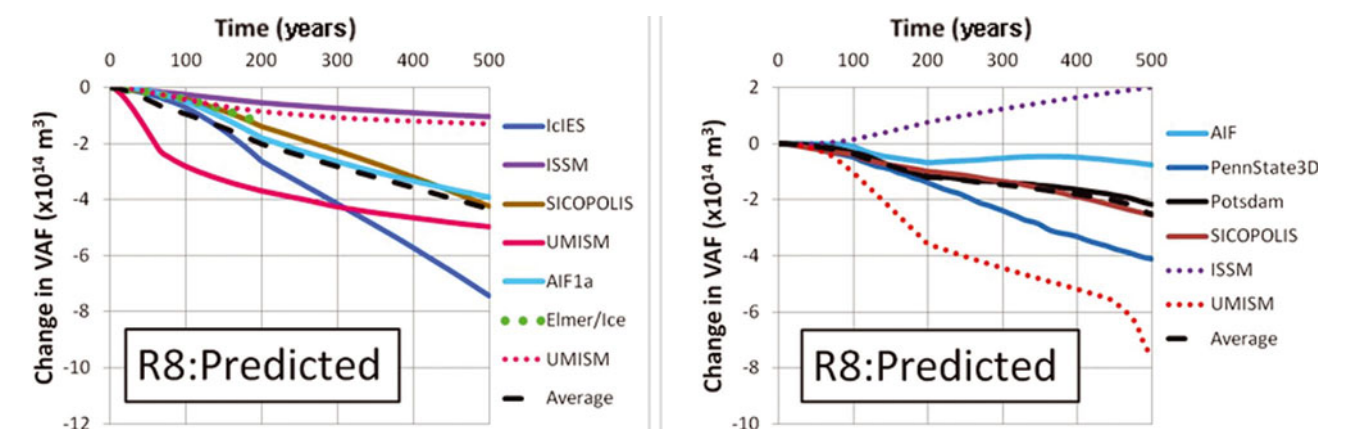 Time (years)
0 100 200 300 400 500
Change in VAF (x10¹⁴ m³)
0
-2
-4
-6
-8
-10
-12
IcIES
ISSM
SICOPOLIS
UMISM
AIF1a
Elmer/Ice
UMISM
Average
R8:Predicted
Time (years)
0 100 200 300 400 500
Change in VAF (x10¹⁴ m³)
2
0
-2
-4
-6
-8
-10
AIF
PennState3D
Potsdam
SICOPOLIS
ISSM
UMISM
Average
R8:Predicted